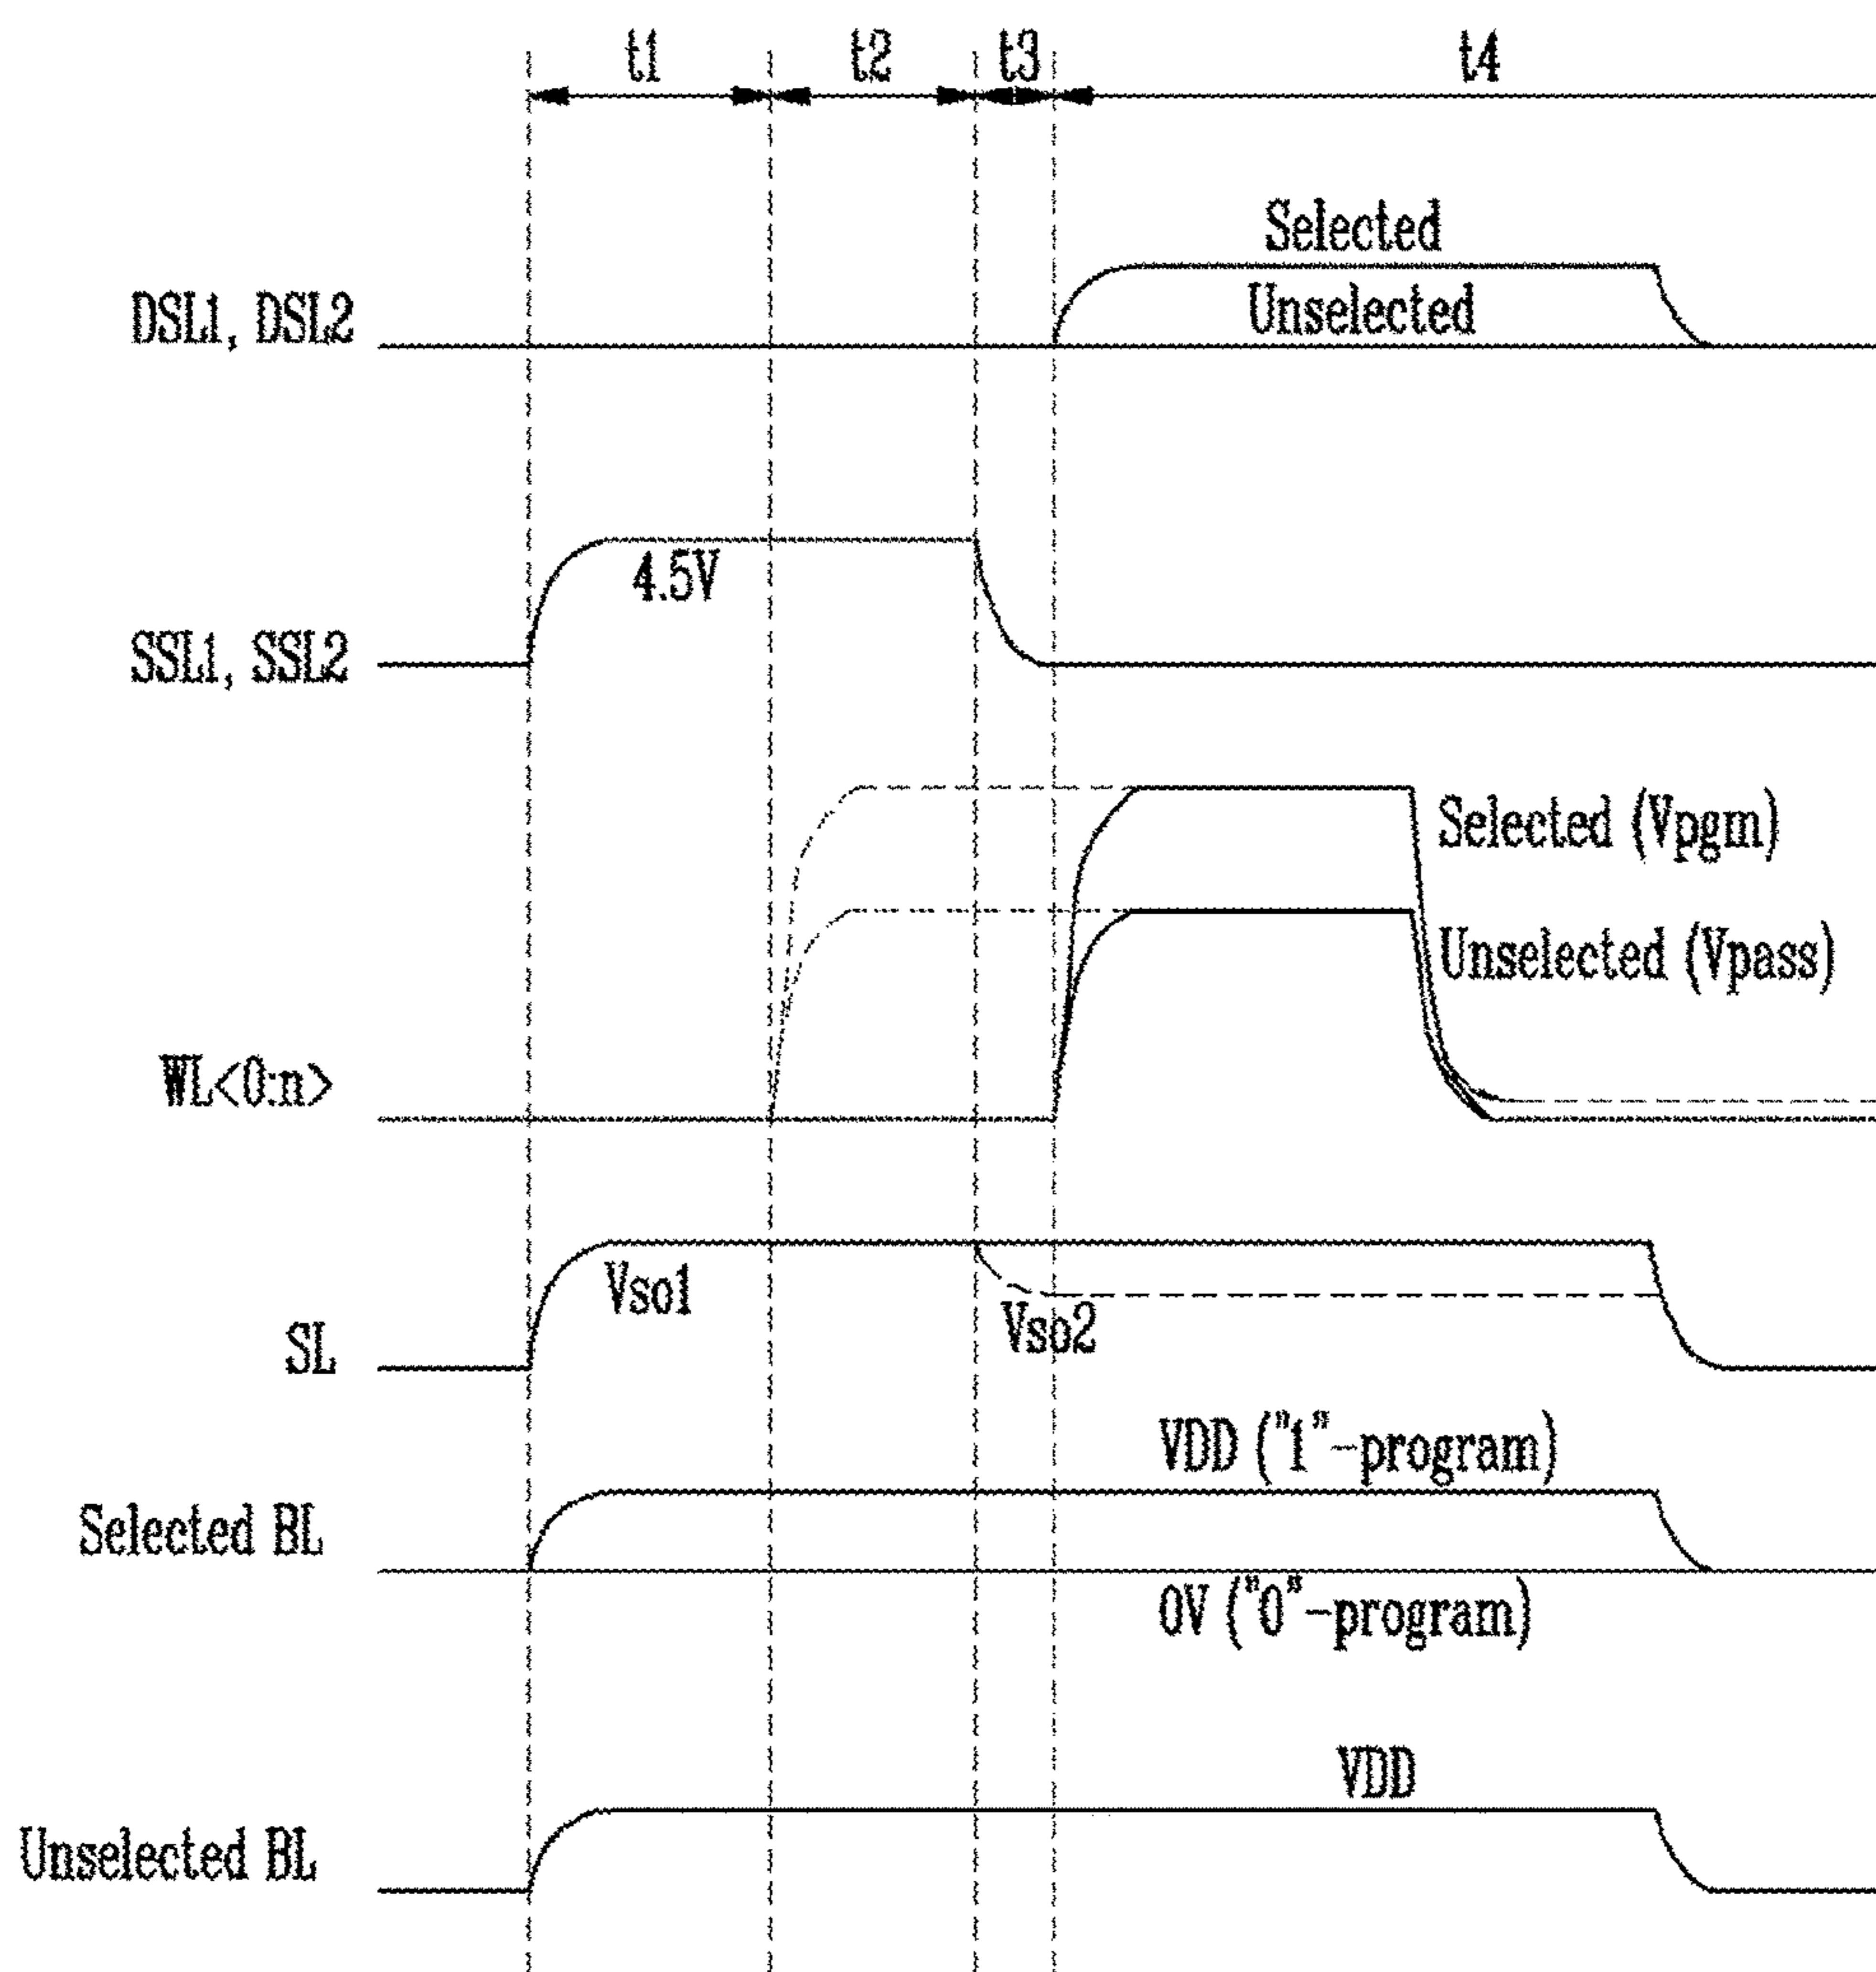 t1 t2 t3 t4
Selected
Unselected
DSL1, DSL2
4.5V
SSL1, SSL2
Selected (Vpgm)
Unselected (Vpass)
WL<0:n>
Vso1
Vso2
SL
VDD ("1"-program)
Selected BL
0V ("0"-program)
VDD
Unselected BL